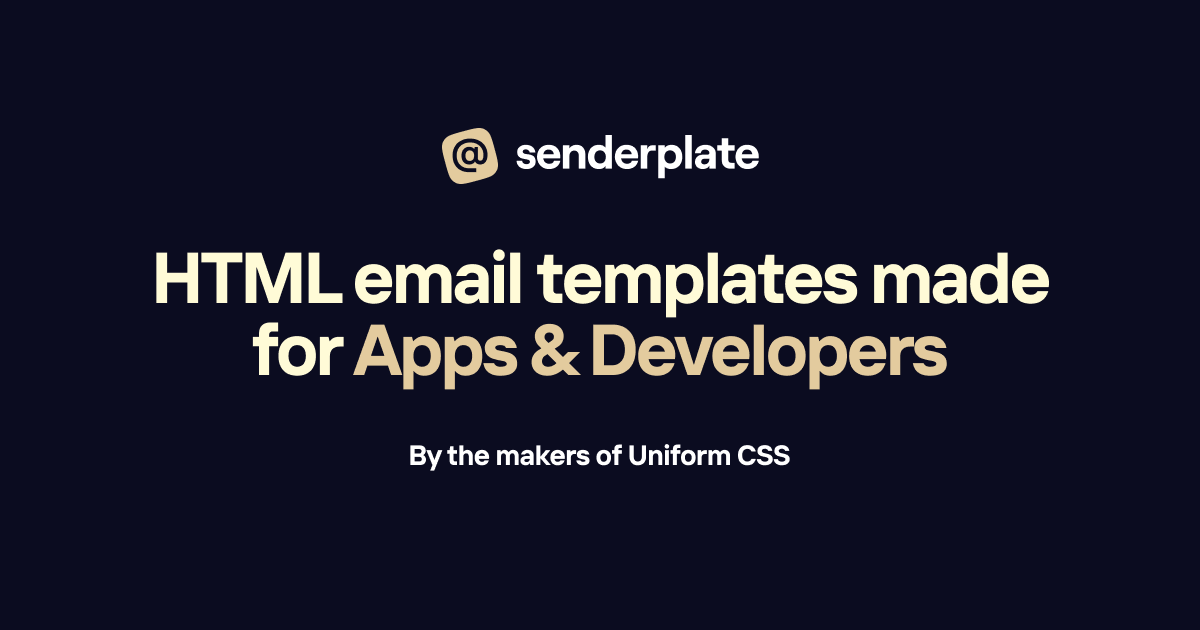 @ senderplate
HTML email templates made
for Apps & Developers
By the makers of Uniform CSS